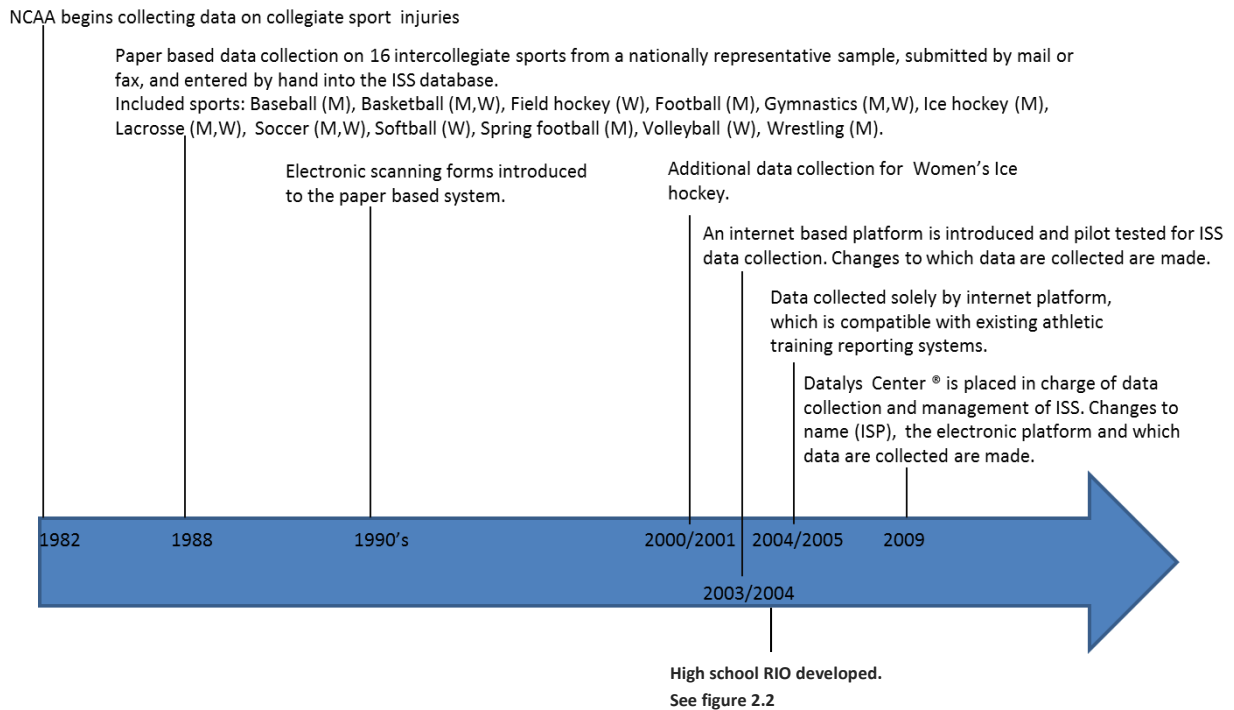 NCAA begins collecting data on collegiate sport injuries
Paper based data collection on 16 intercollegiate sports from a nationally representative sample, submitted by mail or
fax, and entered by hand into the ISS database.
Included sports: Baseball (M), Basketball (M,W), Field hockey (W), Football (M), Gymnastics (M,W), Ice hockey (M),
Lacrosse (M,W), Soccer (M,W), Softball (W), Spring football (M), Volleyball (W), Wrestling (M).
Electronic scanning forms introduced
to the paper based system.
Additional data collection for Women's Ice
hockey.
An internet based platform is introduced and pilot tested for ISS
data collection. Changes to which data are collected are made.
Data collected solely by internet platform,
which is compatible with existing athletic
training reporting systems.
Datalys Center ® is placed in charge of data
collection and management of ISS. Changes to
name (ISP), the electronic platform and which
data are collected are made.
1982 1988 1990's 2000/2001 2004/2005 2009
2003/2004
High school RIO developed.
See figure 2.2